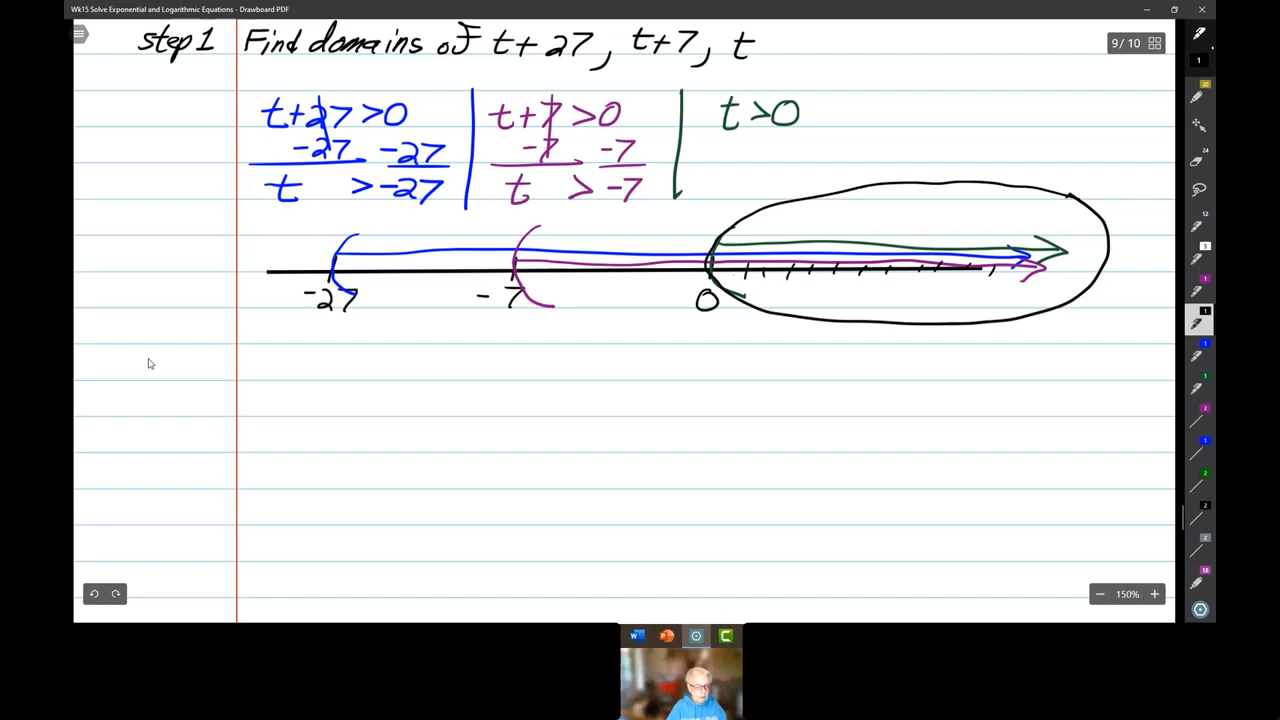 Wk15 Solve Exponential and Logarithmic Equations - Drawboard PDF
step 1 Find domains of t+27, t+7, t
9/10
t+27>0 t+7>0 t>0
-27 -27 -7 -7
t >-27 t >-7
-27 -7 0
150%